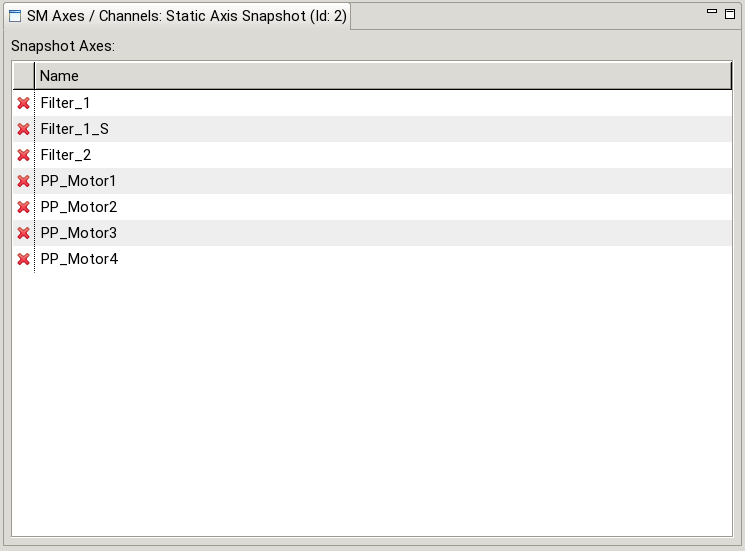 SM Axes / Channels: Static Axis Snapshot (Id: 2)
Snapshot Axes:
Name
Filter_1
Filter_1_S
Filter_2
PP_Motor1
PP_Motor2
PP_Motor3
PP_Motor4